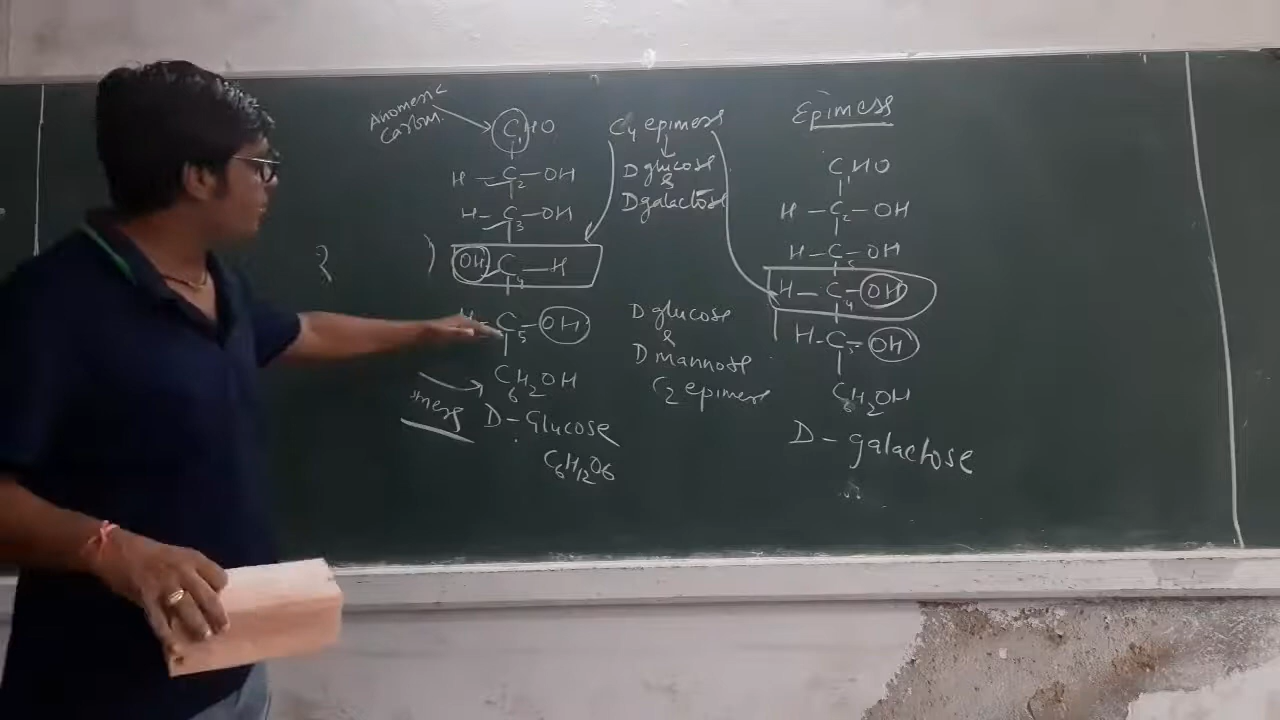 Anomeric
Carbon.
C1HO
H - C2 - OH
H - C3 - OH
OH C4 - H
H - C5 - OH
C6H2OH
D - Glucose
C6H12O6
C4 epimers
D glucose
&
D galactose
D glucose
&
D mannose
C2 epimers
Epimers
C1HO
H - C2 - OH
H - C3 - OH
H - C4 - OH
H - C5 - OH
C6H2OH
D - galactose